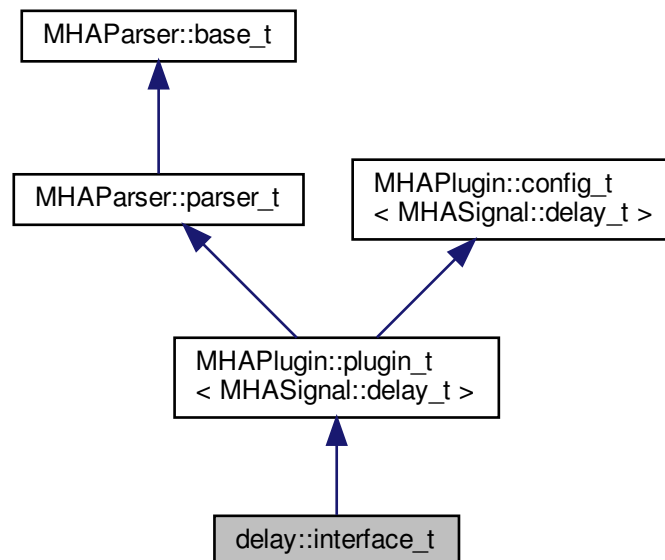 MHAParser::base_t
MHAParser::parser_t
MHAPlugin::config_t
< MHASignal::delay_t >
MHAPlugin::plugin_t
< MHASignal::delay_t >
delay::interface_t